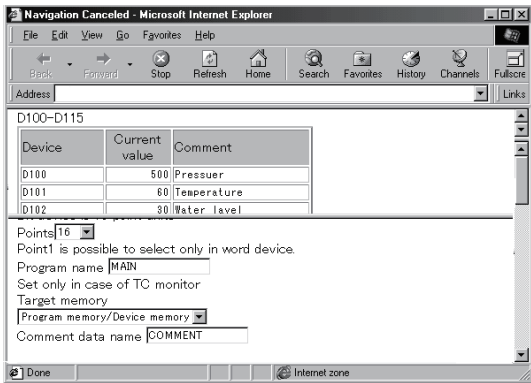 Navigation Canceled - Microsoft Internet Explorer
File Edit View Go Favorites Help
Back Forward Stop Refresh Home Search Favorites History Channels Fullscre
Address Links
D100-D115
Device Current value Comment
D100 500 Pressuer
D101 60 Temperature
D102 30 Water lavel
Points 16
Point1 is possible to select only in word device.
Program name MAIN
Set only in case of TC monitor
Target memory
Program memory/Device memory
Comment data name COMMENT
Done Internet zone